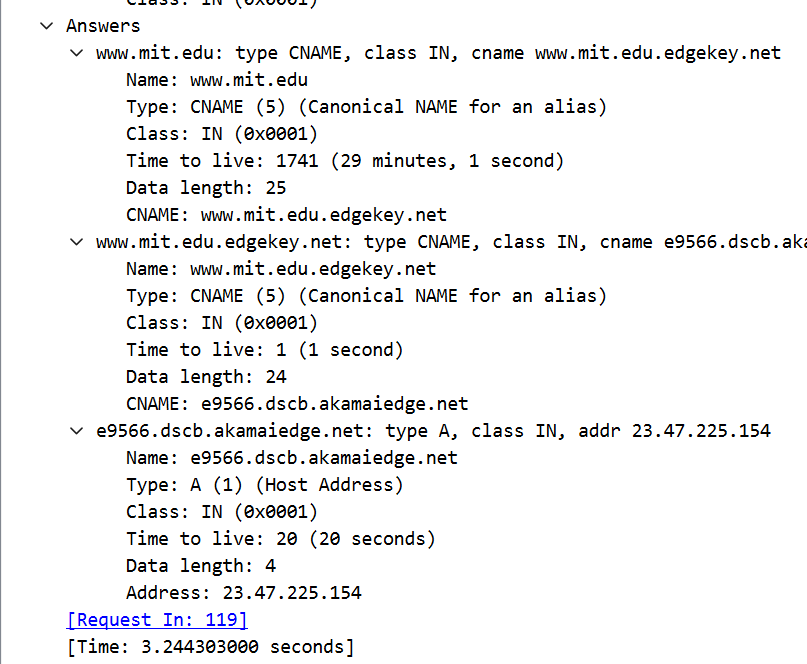 Class: IN (0x0001)
Answers
www.mit.edu: type CNAME, class IN, cname www.mit.edu.edgekey.net
Name: www.mit.edu
Type: CNAME (5) (Canonical NAME for an alias)
Class: IN (0x0001)
Time to live: 1741 (29 minutes, 1 second)
Data length: 25
CNAME: www.mit.edu.edgekey.net
www.mit.edu.edgekey.net: type CNAME, class IN, cname e9566.dscb.aka
Name: www.mit.edu.edgekey.net
Type: CNAME (5) (Canonical NAME for an alias)
Class: IN (0x0001)
Time to live: 1 (1 second)
Data length: 24
CNAME: e9566.dscb.akamaiedge.net
e9566.dscb.akamaiedge.net: type A, class IN, addr 23.47.225.154
Name: e9566.dscb.akamaiedge.net
Type: A (1) (Host Address)
Class: IN (0x0001)
Time to live: 20 (20 seconds)
Data length: 4
Address: 23.47.225.154
[Request In: 119]
[Time: 3.244303000 seconds]